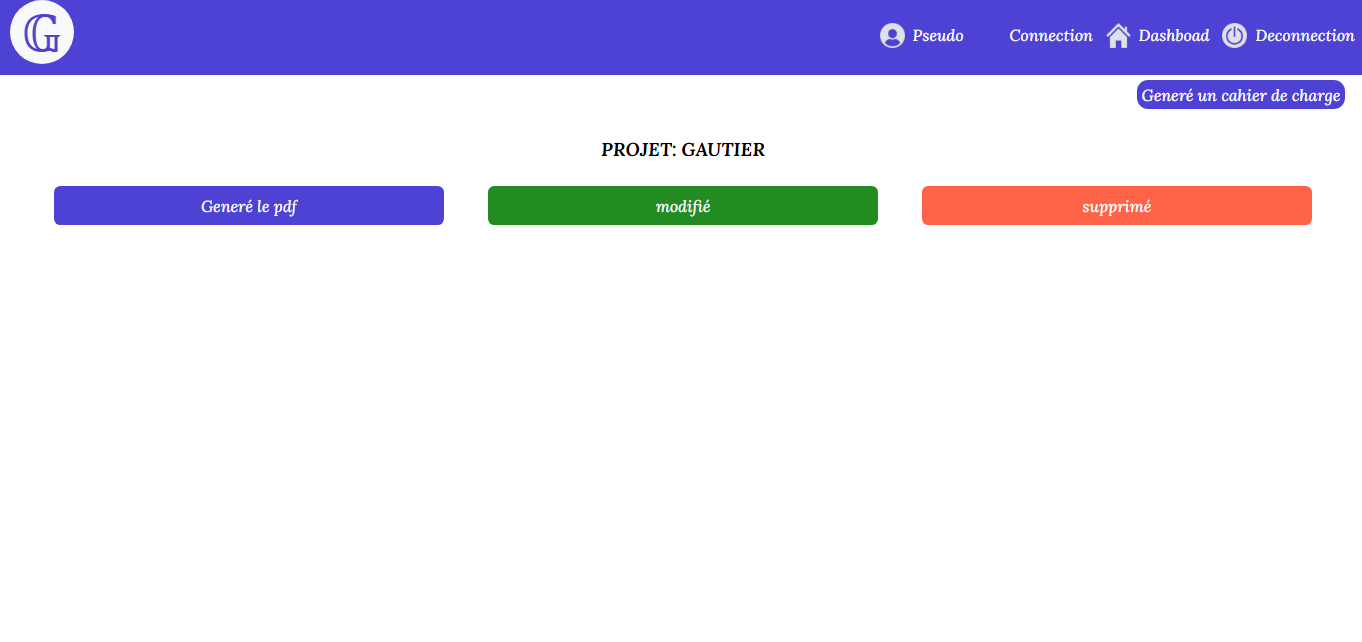 G
Pseudo
Connection
Dashboad
Deconnection
Generé un cahier de charge
PROJET: GAUTIER
Generé le pdf
modifié
supprimé